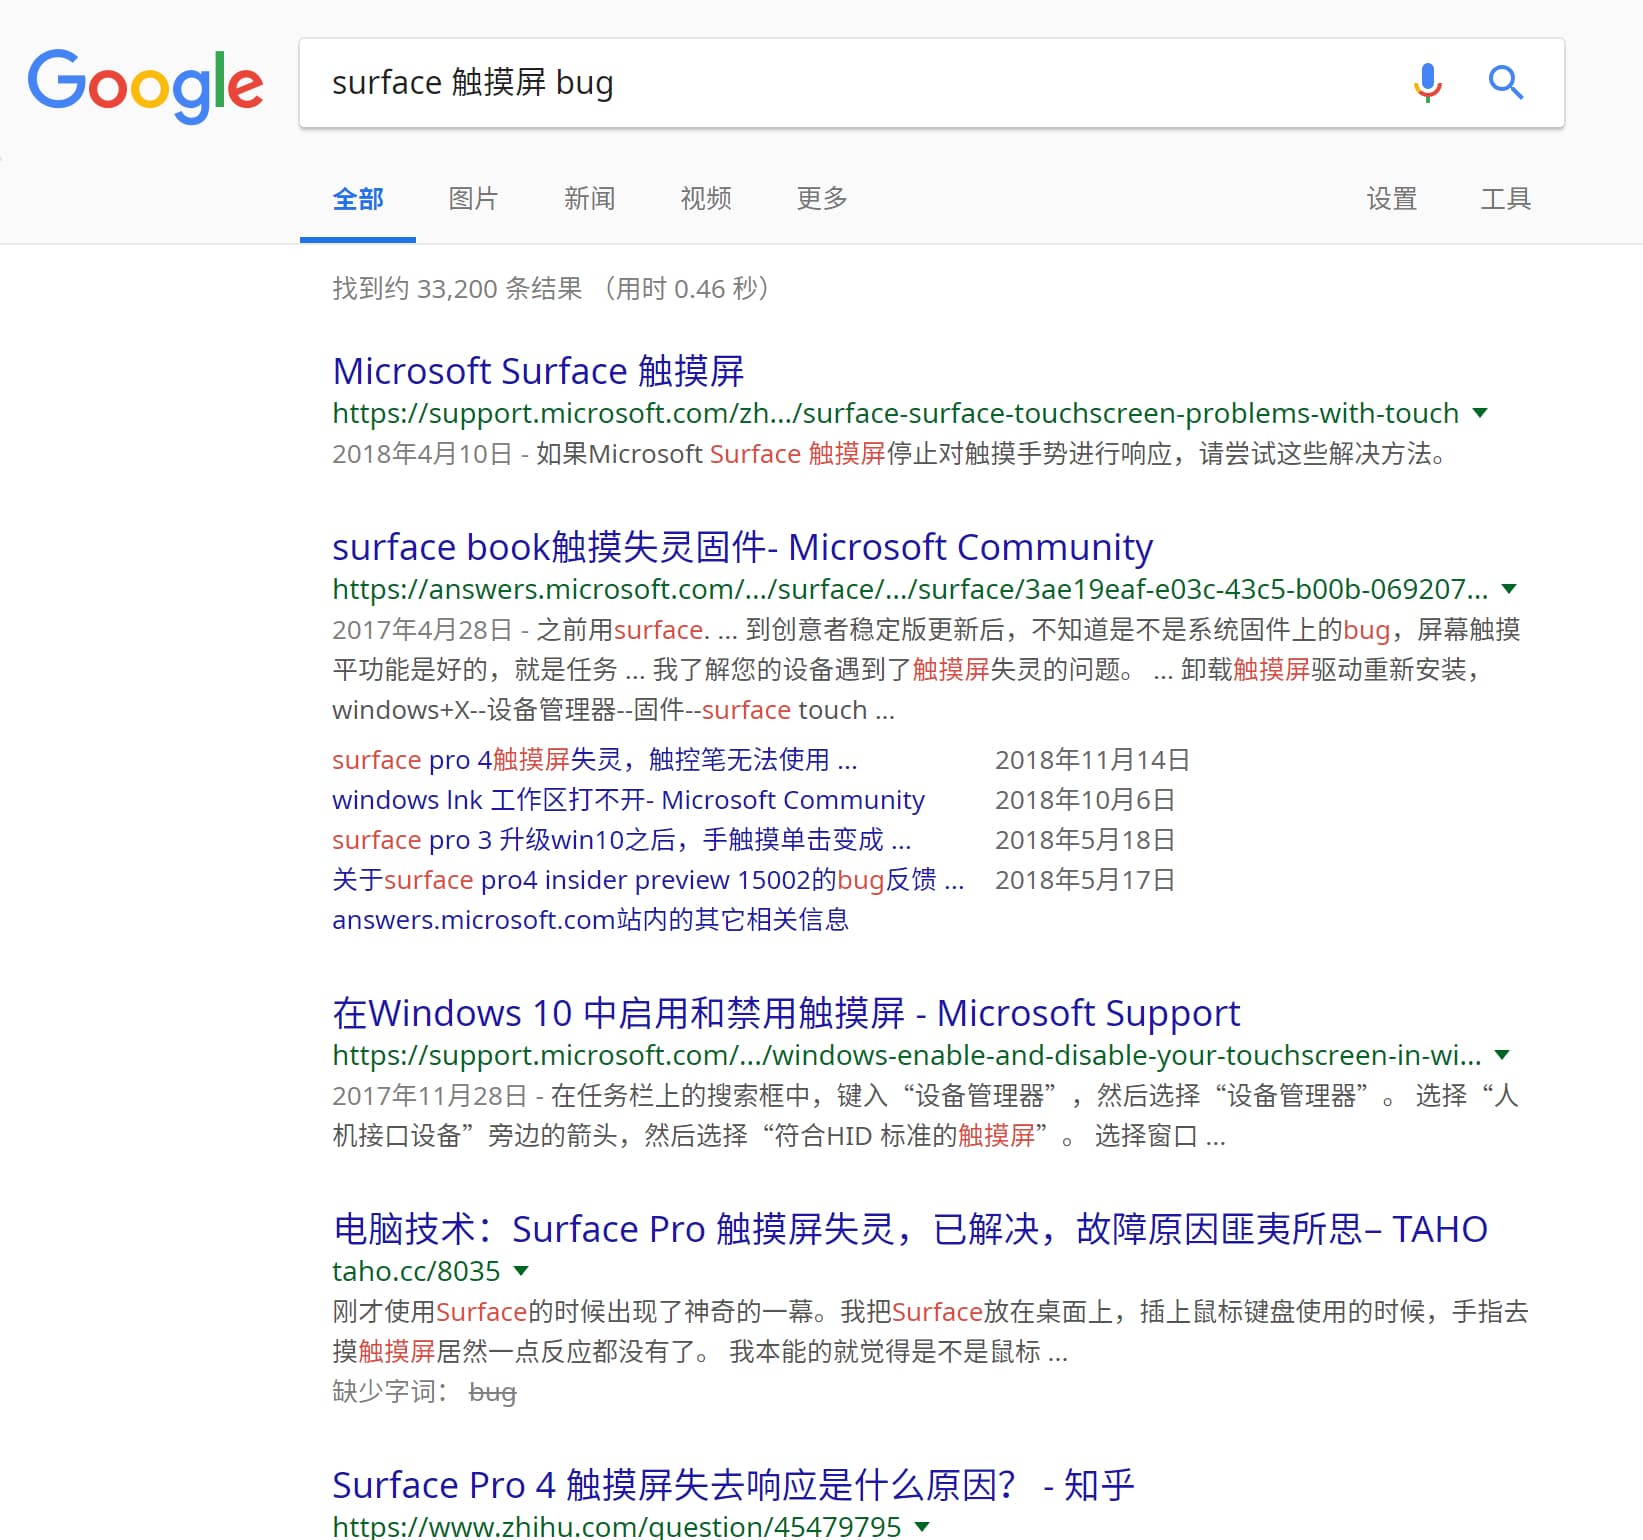 Google
surface 触摸屏 bug
全部 图片 新闻 视频 更多 设置 工具
找到约 33,200 条结果 （用时 0.46 秒）
Microsoft Surface 触摸屏
https://support.microsoft.com/zh.../surface-surface-touchscreen-problems-with-touch
2018年4月10日 - 如果Microsoft Surface 触摸屏停止对触摸手势进行响应，请尝试这些解决方法。
surface book触摸失灵固件- Microsoft Community
https://answers.microsoft.com/.../surface/.../surface/3ae19eaf-e03c-43c5-b00b-069207...
2017年4月28日 - 之前用surface. ... 到创意者稳定版更新后，不知道是不是系统固件上的bug，屏幕触摸
平功能是好的，就是任务 ... 我了解您的设备遇到了触摸屏失灵的问题。 ... 卸载触摸屏驱动重新安装，
windows+X--设备管理器--固件--surface touch ...
surface pro 4触摸屏失灵，触控笔无法使用 ... 2018年11月14日
windows lnk 工作区打不开- Microsoft Community 2018年10月6日
surface pro 3 升级win10之后，手触摸单击变成 ... 2018年5月18日
关于surface pro4 insider preview 15002的bug反馈 ... 2018年5月17日
answers.microsoft.com站内的其它相关信息
在Windows 10 中启用和禁用触摸屏 - Microsoft Support
https://support.microsoft.com/.../windows-enable-and-disable-your-touchscreen-in-wi...
2017年11月28日 - 在任务栏上的搜索框中，键入“设备管理器”，然后选择“设备管理器”。 选择“人
机接口设备”旁边的箭头，然后选择“符合HID 标准的触摸屏”。 选择窗口 ...
电脑技术：Surface Pro 触摸屏失灵，已解决，故障原因匪夷所思– TAHO
taho.cc/8035
刚才使用Surface的时候出现了神奇的一幕。我把Surface放在桌面上，插上鼠标键盘使用的时候，手指去
摸触摸屏居然一点反应都没有了。 我本能的就觉得是不是鼠标 ...
缺少字词： bug
Surface Pro 4 触摸屏失去响应是什么原因？ - 知乎
https://www.zhihu.com/question/45479795